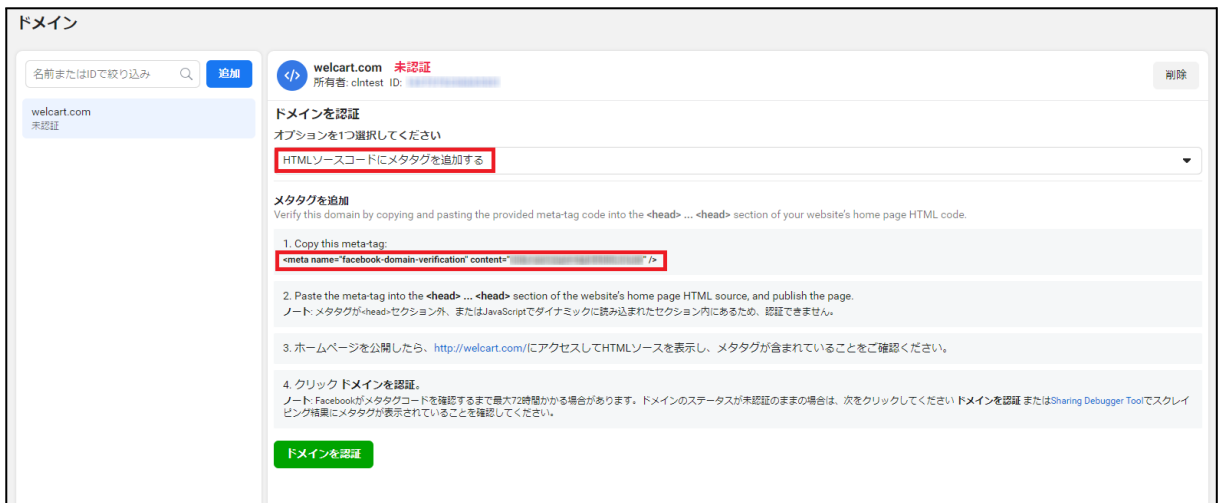 ドメイン
名前またはIDで絞り込み
追加
welcart.com
未認証
welcart.com 未認証
所有者: clntest ID:
削除
ドメインを認証
オプションを1つ選択してください
HTMLソースコードにメタタグを追加する
メタタグを追加
Verify this domain by copying and pasting the provided meta-tag code into the <head> ... <head> section of your website's home page HTML code.
1. Copy this meta-tag:
<meta name="facebook-domain-verification" content=" " />
2. Paste the meta-tag into the <head> ... <head> section of the website's home page HTML source, and publish the page.
ノート: メタタグが<head>セクション外、またはJavaScriptでダイナミックに読み込まれたセクション内にあるため、認証できません。
3. ホームページを公開したら、http://welcart.com/にアクセスしてHTMLソースを表示し、メタタグが含まれていることをご確認ください。
4. クリック ドメインを認証。
ノート: Facebookがメタタグコードを確認するまで最大72時間かかる場合があります。ドメインのステータスが未認証のままの場合は、次をクリックしてください ドメインを認証 またはSharing Debugger Toolでスクレイ
ピング結果にメタタグが表示されていることを確認してください。
ドメインを認証